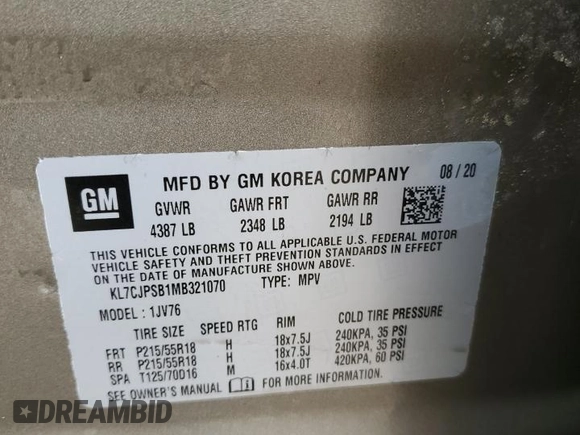 GM
MFD BY GM KOREA COMPANY 08 / 20
GVWR GAWR FRT GAWR RR
4387 LB 2348 LB 2194 LB
THIS VEHICLE CONFORMS TO ALL APPLICABLE U.S. FEDERAL MOTOR
VEHICLE SAFETY AND THEFT PREVENTION STANDARDS IN EFFECT
ON THE DATE OF MANUFACTURE SHOWN ABOVE.
KL7CJPSB1MB321070 TYPE: MPV
MODEL : 1JV76
TIRE SIZE SPEED RTG RIM COLD TIRE PRESSURE
FRT P215/55R18 H 18x7.5J 240KPA, 35 PSI
RR P215/55R18 H 18x7.5J 240KPA, 35 PSI
SPA T125/70D16 M 16x4.0T 420KPA, 60 PSI
SEE OWNER'S MANUAL FOR MORE INFORMATION.
DREAMBID